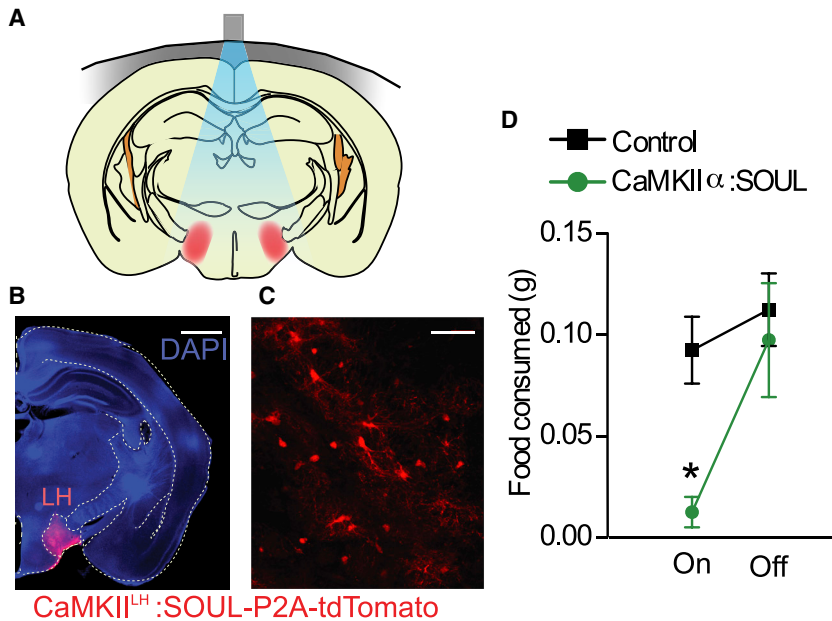 A
B
DAPI
LH
C
CaMKII^LH :SOUL-P2A-tdTomato
D
Control
CaMKII α:SOUL
Food consumed (g)
0.15
0.10
0.05
0.00
*
On
Off